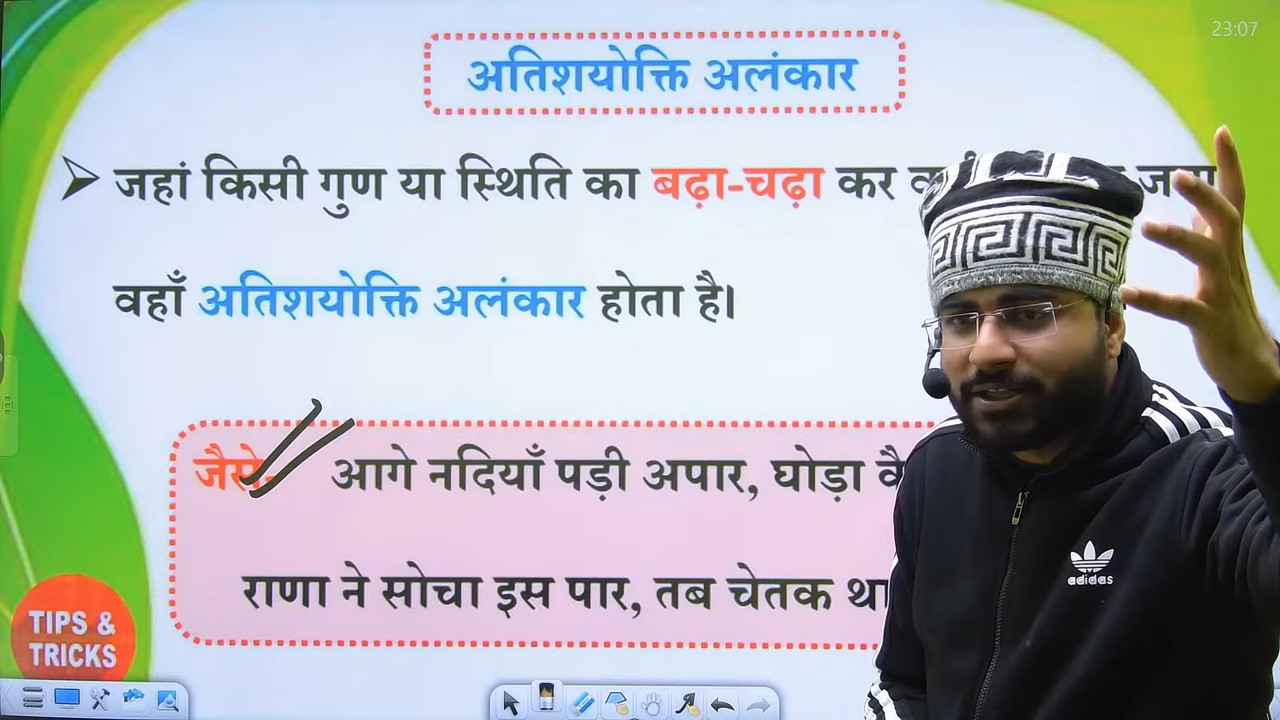 23:07
अतिशयोक्ति अलंकार
जहां किसी गुण या स्थिति का बढ़ा-चढ़ा कर
वहाँ अतिशयोक्ति अलंकार होता है।
जैसे- आगे नदियाँ पड़ी अपार, घोड़ा
राणा ने सोचा इस पार, तब चेतक
TIPS &
TRICKS
adidas